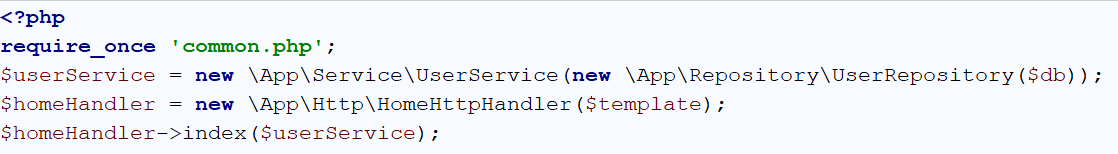 <?php
require_once 'common.php';
$userService = new \App\Service\UserService(new \App\Repository\UserRepository($db));
$homeHandler = new \App\Http\HomeHttpHandler($template);
$homeHandler->index($userService);